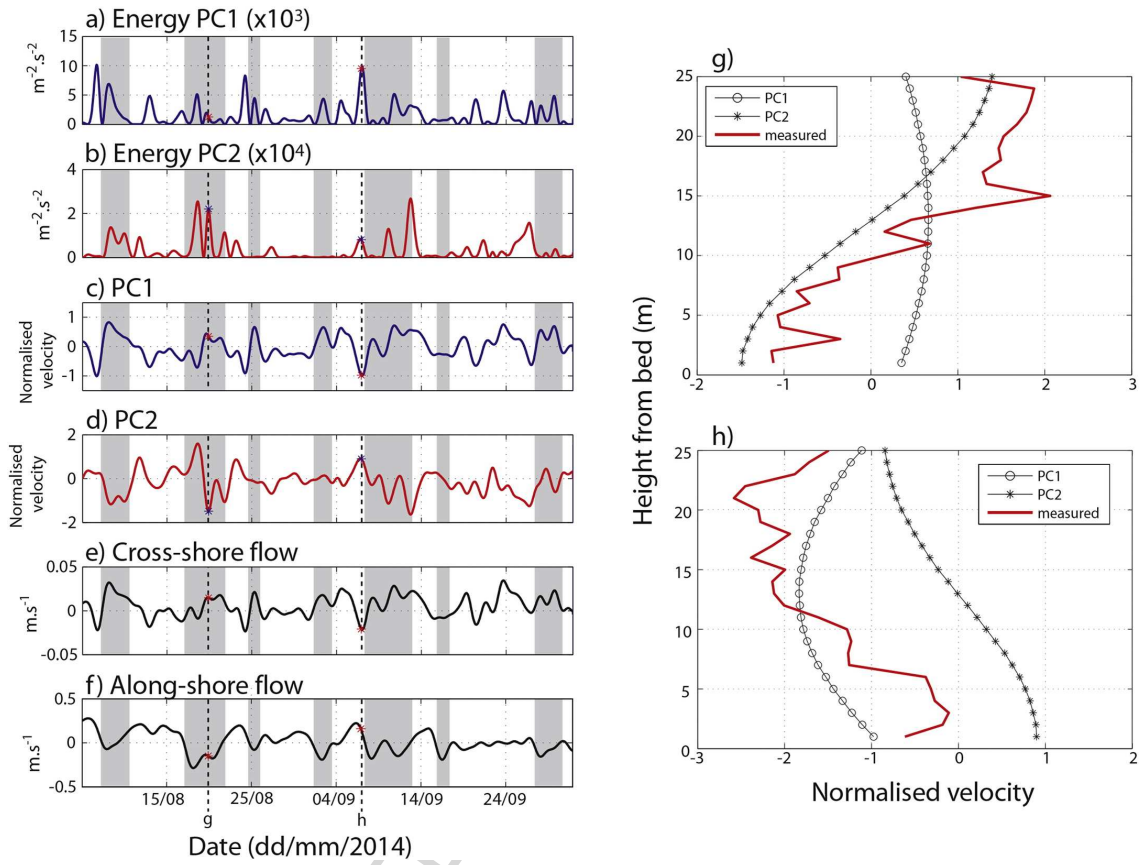 a) Energy PC1 (x10³)
m⁻².s⁻²
15
10
5
0
b) Energy PC2 (x10⁴)
m⁻².s⁻²
4
2
0
c) PC1
Normalised velocity
1
0
-1
d) PC2
Normalised velocity
2
0
-2
e) Cross-shore flow
m.s⁻¹
0.05
0
-0.05
f) Along-shore flow
m.s⁻¹
0.5
0
-0.5
15/08 25/08 04/09 14/09 24/09
g h
Date (dd/mm/2014)
g)
PC1
PC2
measured
25
20
15
10
5
0
-2 -1 0 1 2 3
Height from bed (m)
h)
PC1
PC2
measured
25
20
15
10
5
0
-3 -2 -1 0 1 2
Normalised velocity